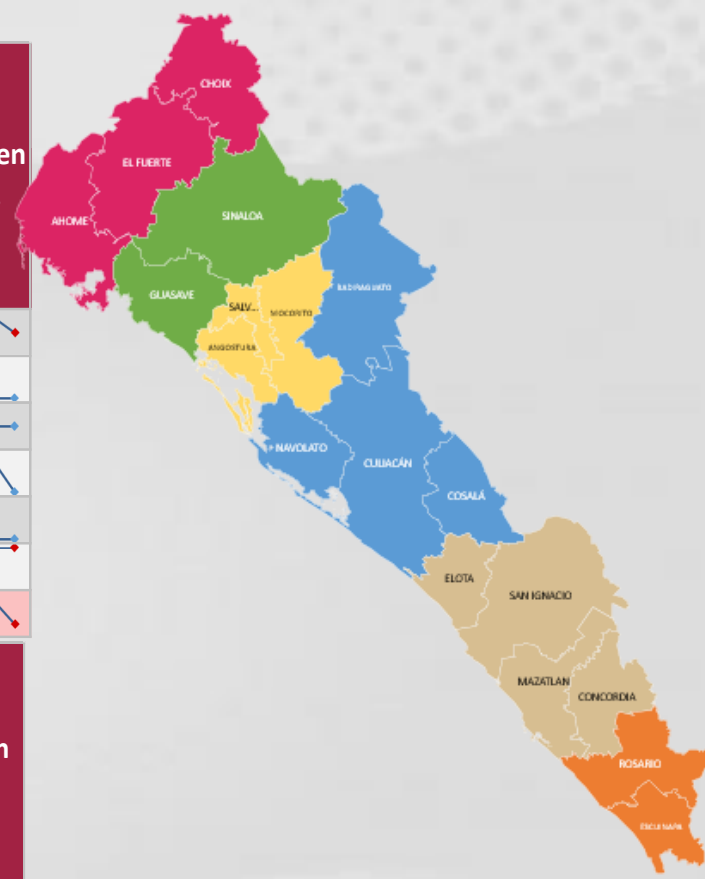 CHOIX
en
EL FUERTE
SINALOA
AHOME
BADIRAGUATO
GUASAVE
SALV...
MOCORITO
ANGOSTURA
NAVOLATO
CULIACÁN
COSALÁ
ELOTA
SAN IGNACIO
MAZATLAN
CONCORDIA
n
ROSARIO
ESCUINAPA